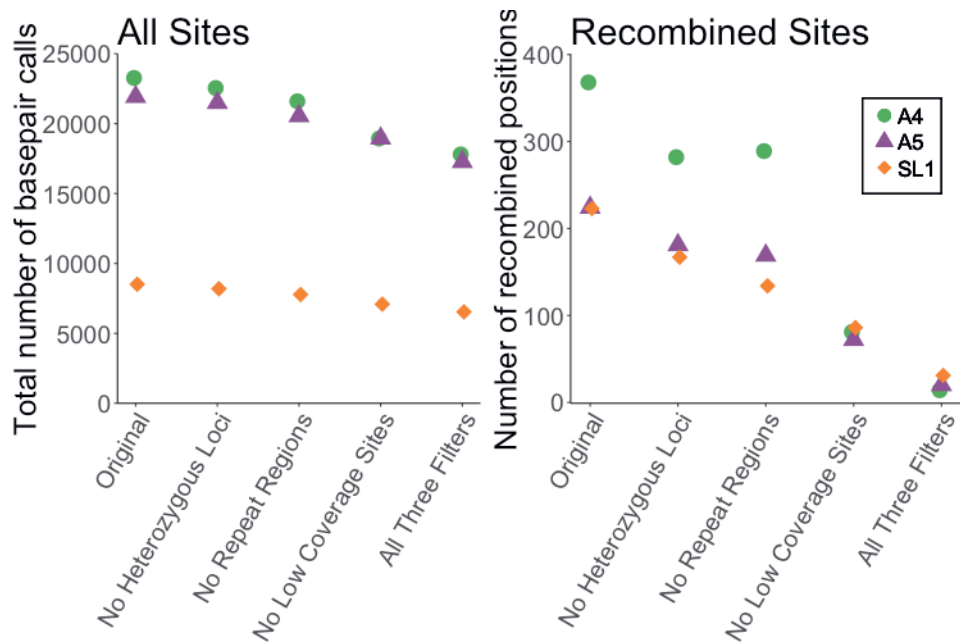 All Sites
Total number of basepair calls
25000
20000
15000
10000
5000
0
Original
No Heterozygous Loci
No Repeat Regions
No Low Coverage Sites
All Three Filters
Recombined Sites
Number of recombined positions
400
300
200
100
0
A4
A5
SL1
Original
No Heterozygous Loci
No Repeat Regions
No Low Coverage Sites
All Three Filters